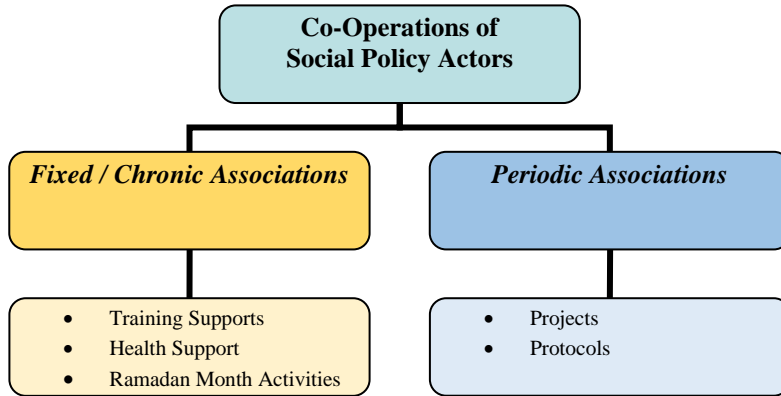 Co-Operations of
Social Policy Actors
Fixed / Chronic Associations
Periodic Associations
• Training Supports
• Health Support
• Ramadan Month Activities
• Projects
• Protocols